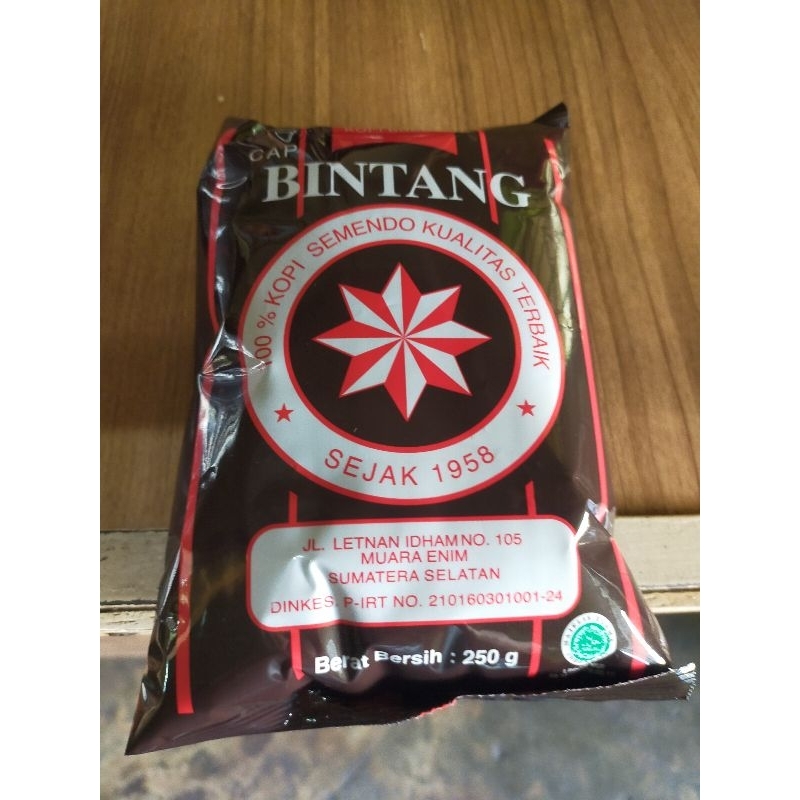 CAP
BINTANG
100 % KOPI SEMENDO KUALITAS TERBAIK
SEJAK 1958
JL. LETNAN IDHAM NO. 105
MUARA ENIM
SUMATERA SELATAN
DINKES. P-IRT NO. 210160301001-24
Berat Bersih : 250 g